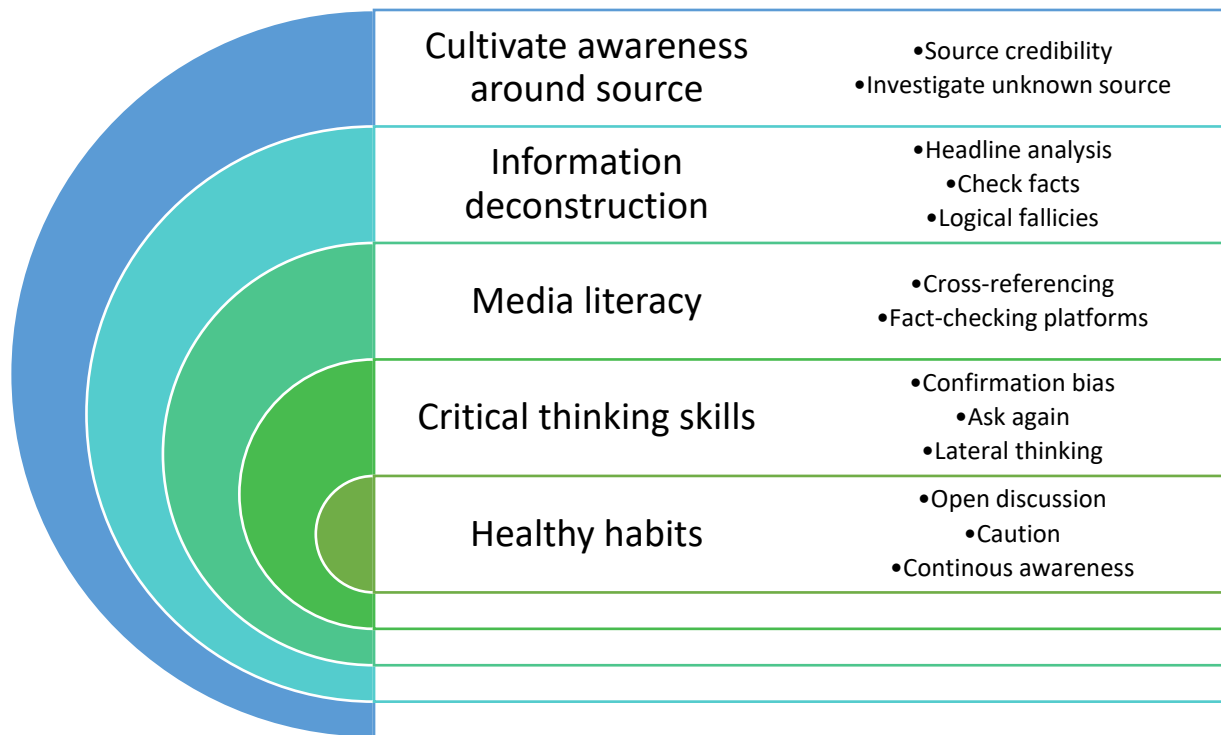 Cultivate awareness
around source
•Source credibility
•Investigate unknown source
Information
deconstruction
•Headline analysis
•Check facts
•Logical fallicies
Media literacy
•Cross-referencing
•Fact-checking platforms
Critical thinking skills
•Confirmation bias
•Ask again
•Lateral thinking
Healthy habits
•Open discussion
•Caution
•Continous awareness